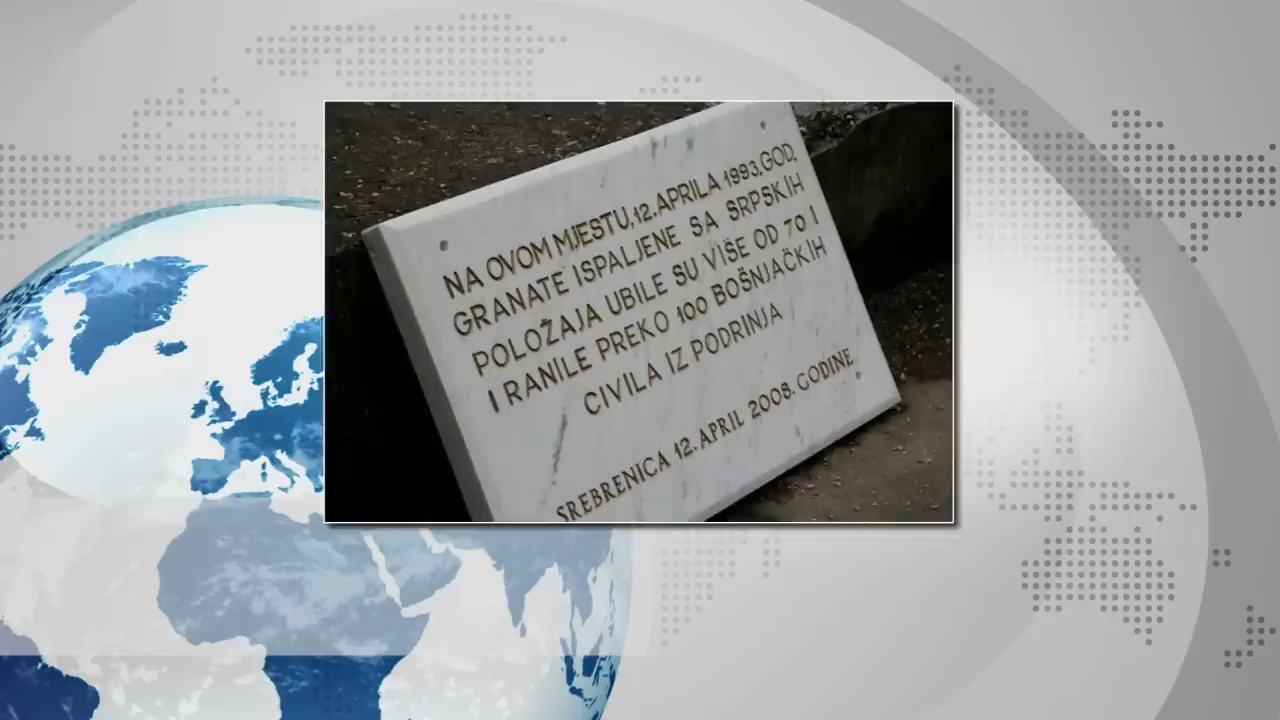 NA OVOM MJESTU, 12. APRILA 1993. GOD,
GRANATE ISPALJENE SA SRPSKIH
POLOŽAJA UBILE SU VIŠE OD 70 I
I RANILE PREKO 100 BOŠNJAČKIH
CIVILA IZ PODRINJA
SREBRENICA 12. APRIL 2008. GODINE